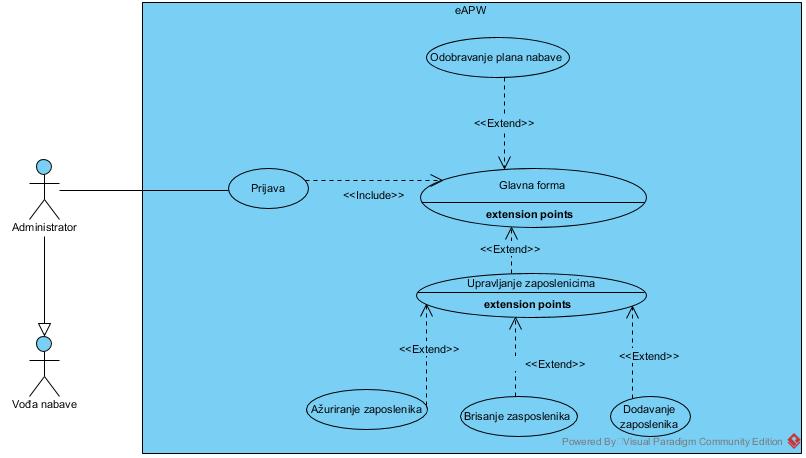 eAPW
Odobravanje plana nabave
<<Extend>>
Glavna forma
Prijava
<<Include>>
extension points
Administrator
<<Extend>>
Upravljanje zaposlenicima
extension points
<<Extend>>
<<Extend>>
<<Extend>>
Vođa nabave
Ažuriranje zaposlenika
Brisanje zasposlenika
Dodavanje
zaposlenika
Powered By Visual Paradigm Community Edition